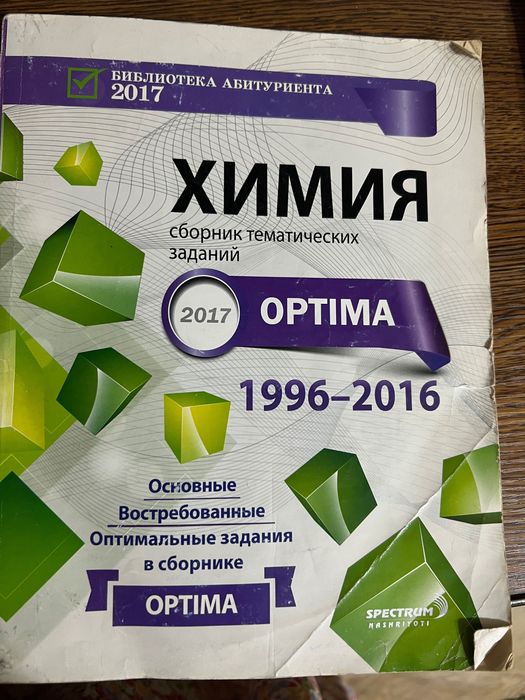 БИБЛИОТЕКА АБИТУРИЕНТА
2017
ХИМИЯ
сборник тематических
заданий
2017
OPTIMA
1996–2016
Основные
Востребованные
Оптимальные задания
в сборнике
OPTIMA
SPECTRUM
NASHRIYOTI